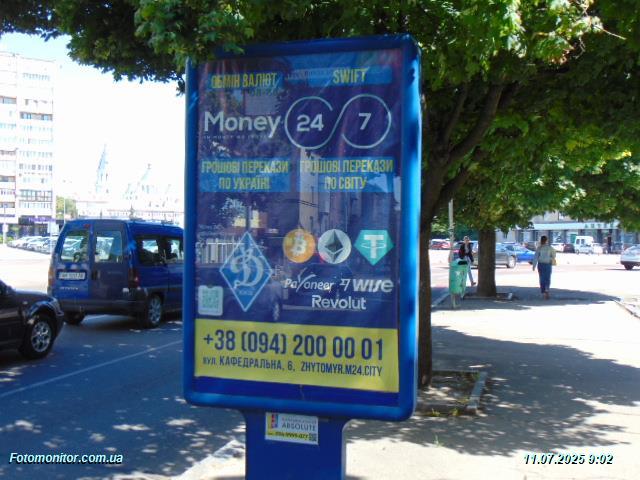 ОБМІН ВАЛЮТ
SWIFT
Money 24 7
ГРОШОВІ ПЕРЕКАЗИ
ПО УКРАЇНІ
ГРОШОВІ ПЕРЕКАЗИ
ПО СВІТУ
Payoneer 7 WISE
Revolut
+38 (094) 200 00 01
вул. КАФЕДРАЛЬНА, 6, ZHYTOMYR.M24.CITY
ABSOLUTE
Fotomonitor.com.ua
11.07.2025 9:02